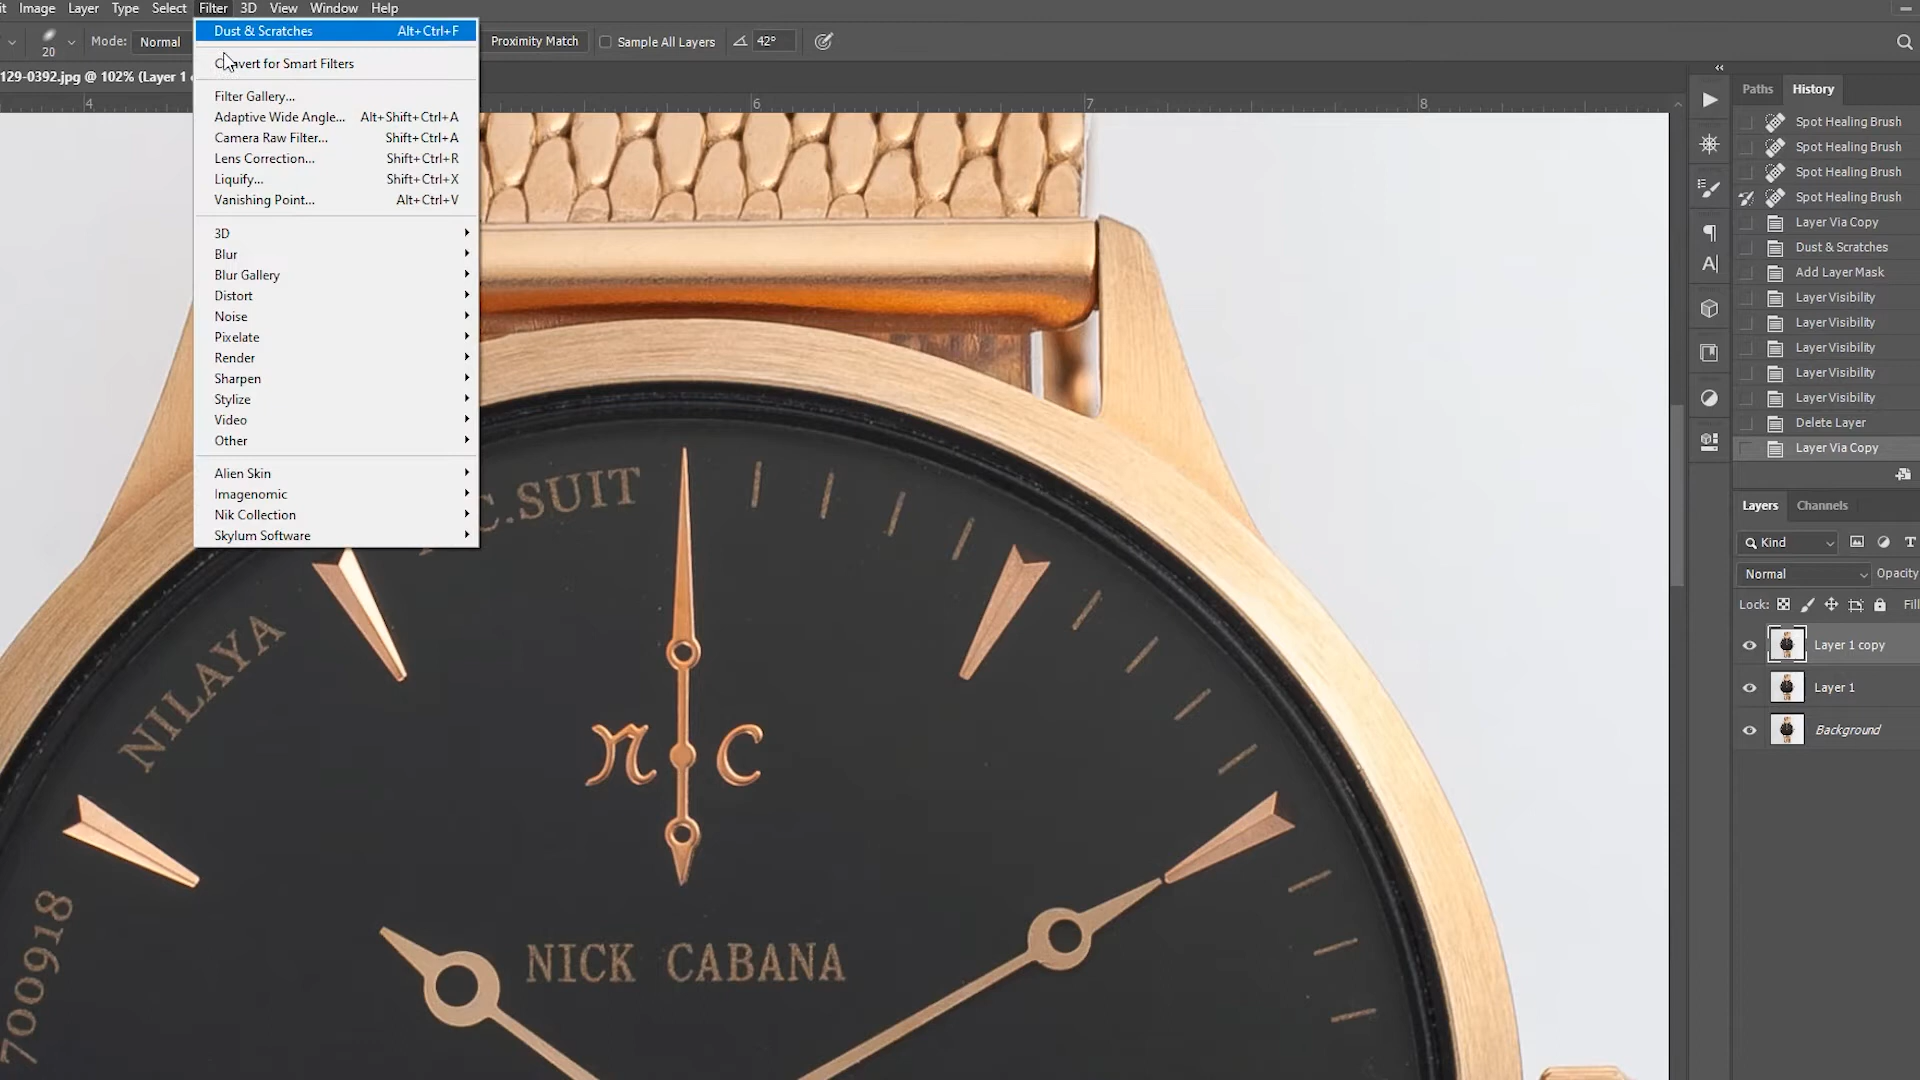 Image Layer Type Select Filter 3D View Window Help
20 Mode: Normal Proximity Match Sample All Layers 42°
129-0392.jpg @ 102% (Layer 1
4 6 7 8
Dust & Scratches Alt+Ctrl+F
Convert for Smart Filters
Filter Gallery...
Adaptive Wide Angle... Alt+Shift+Ctrl+A
Camera Raw Filter... Shift+Ctrl+A
Lens Correction... Shift+Ctrl+R
Liquify... Shift+Ctrl+X
Vanishing Point... Alt+Ctrl+V
3D
Blur
Blur Gallery
Distort
Noise
Pixelate
Render
Sharpen
Stylize
Video
Other
Alien Skin
Imagenomic
Nik Collection
Skylum Software
C.SUIT
NILAYA
700918
n C
NICK CABANA
Paths History
Spot Healing Brush
Spot Healing Brush
Spot Healing Brush
Spot Healing Brush
Layer Via Copy
Dust & Scratches
Add Layer Mask
Layer Visibility
Layer Visibility
Layer Visibility
Layer Visibility
Layer Visibility
Delete Layer
Layer Via Copy
Layers Channels
Kind
Normal Opacity
Lock: Fill
Layer 1 copy
Layer 1
Background